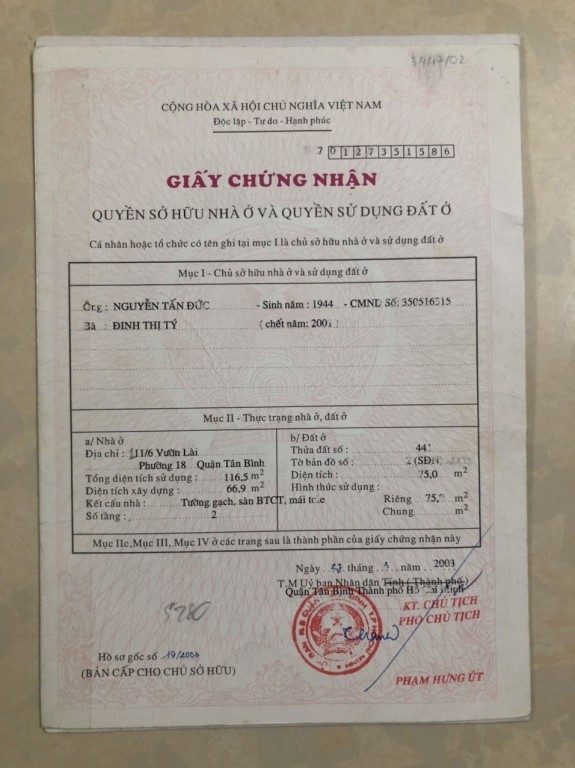 CỘNG HÒA XÃ HỘI CHỦ NGHĨA VIỆT NAM
Độc lập - Tự do - Hạnh phúc
7 0 1 2 7 3 5 1 5 8 6
GIẤY CHỨNG NHẬN
QUYỀN SỞ HỮU NHÀ Ở VÀ QUYỀN SỬ DỤNG ĐẤT Ở
Cá nhân hoặc tổ chức có tên ghi tại mục I là chủ sở hữu nhà ở và sử dụng đất ở
Mục I - Chủ sở hữu nhà ở và sử dụng đất ở
Ông : NGUYỄN TẤN ĐỨC - Sinh năm : 1944 - CMND Số:
Bà : ĐINH THỊ TÝ ( chết năm:
Mục II - Thực trạng nhà ở, đất ở
a/ Nhà ở
Địa chỉ : Vườn Lài
Phường 18 Quận Tân Bình
Tổng diện tích sử dụng : 116,5 m²
Diện tích xây dựng : 66,9 m²
Kết cấu nhà : Tường gạch, sàn BTCT, mái tole
Số tầng : 2
b/ Đất ở
Thửa đất số :
Tờ bản đồ số :
Diện tích : 75,0 m²
Hình thức sử dụng :
Riêng m²
Chung m²
Mục IIc,Mục III, Mục IV ở các trang sau là thành phần của giấy chứng nhận này
Ngày tháng năm 2003
T.M Uỷ ban Nhân dân Tỉnh ( Thành phố )
Quận Tân Bình Thành phố Hồ Chí Minh
KT. CHỦ TỊCH
PHÓ CHỦ TỊCH
5280
Hồ sơ gốc số
(BẢN CẤP CHO CHỦ SỞ HỮU)
PHẠM HƯNG ÚT